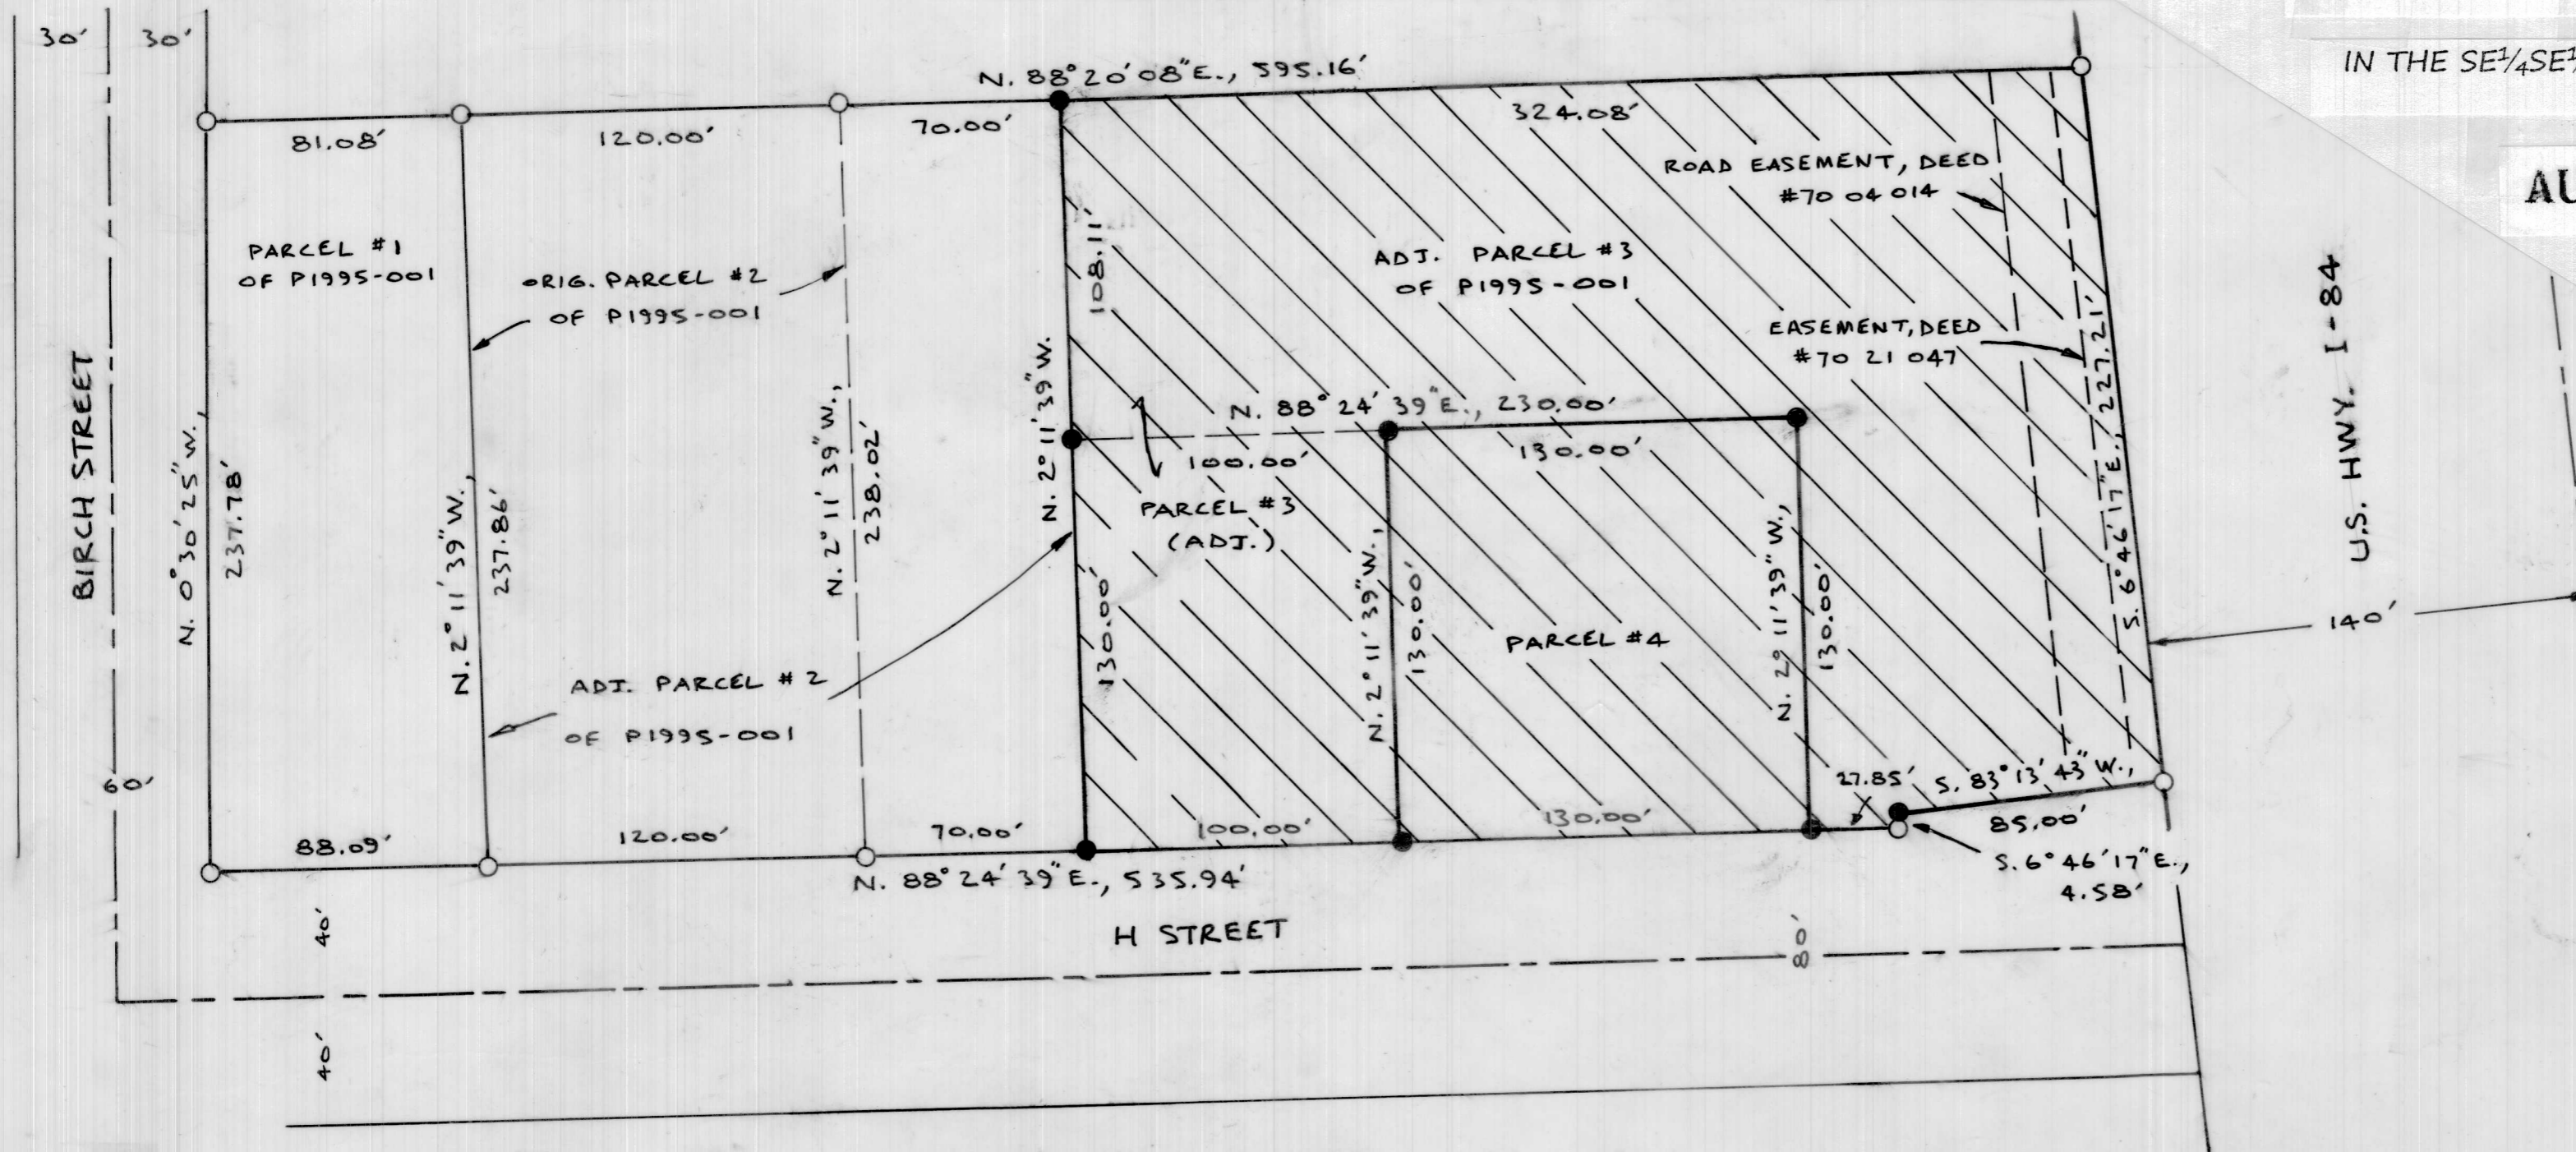 30′ 30′
N. 88° 20′ 08″ E., 595.16′
IN THE SE¼SE¼
81.08′ 120.00′ 70.00′ 324.08′
ROAD EASEMENT, DEED
#70 04 014
AU
PARCEL #1
OF P1995-001
ORIG. PARCEL #2
OF P1995-001
108.11′
ADJ. PARCEL #3
OF P1995-001
EASEMENT, DEED
#70 21 047
U.S. HWY. I-84
BIRCH STREET
N. 0° 30′ 25″ W.,
237.78′
N. 2° 11′ 39″ W.,
237.86′
N. 2° 11′ 39″ W.,
238.02′
N. 2° 11′ 39″ W.
N. 88° 24′ 39″ E., 230.00′
100.00′ 130.00′
PARCEL #3
(ADJ.)
130.00′
N. 2° 11′ 39″ W.,
130.00′
PARCEL #4
N. 29 11′ 39″ W.,
130.00′
S. 6° 46′ 17″ E., 227.21′
140′
ADJ. PARCEL #2
OF P1995-001
60′
27.85′
S. 83° 13′ 43″ W.,
85.00′
88.09′ 120.00′ 70.00′ 100.00′ 130.00′
N. 88° 24′ 39″ E., 535.94′
S. 6° 46′ 17″ E.,
4.58′
40′
H STREET
80′
40′